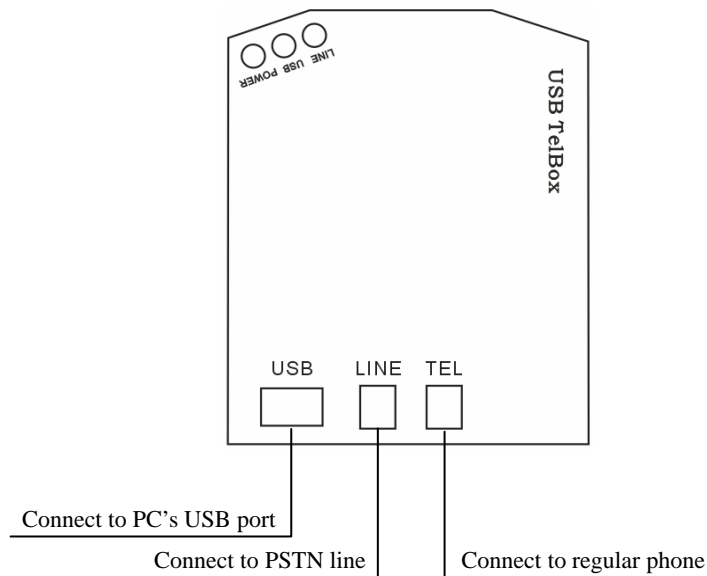 LINE USB POWER
USB TelBox
USB LINE TEL
Connect to PC’s USB port
Connect to PSTN line Connect to regular phone